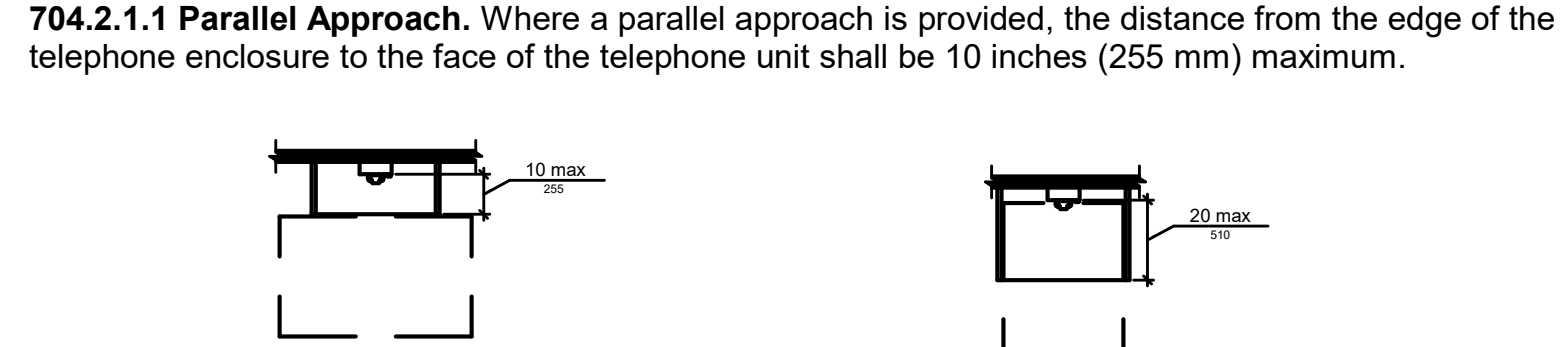 704.2.1.1 Parallel Approach. Where a parallel approach is provided, the distance from the edge of the
telephone enclosure to the face of the telephone unit shall be 10 inches (255 mm) maximum.
10 max
255
20 max
510